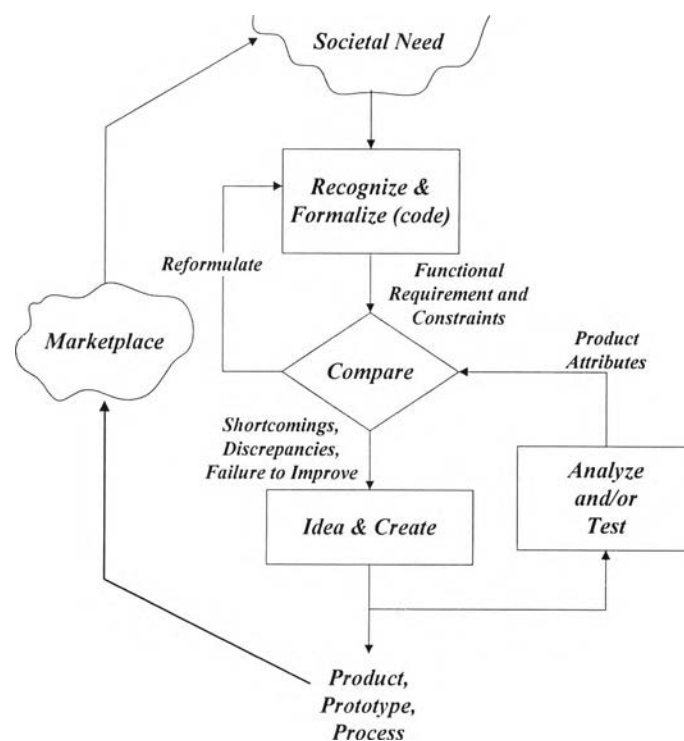 Societal Need
Recognize &
Formalize (code)
Reformulate
Functional
Requirement and
Constraints
Marketplace
Product
Attributes
Compare
Shortcomings,
Discrepancies,
Failure to Improve
Analyze
and/or
Test
Idea & Create
Product,
Prototype,
Process